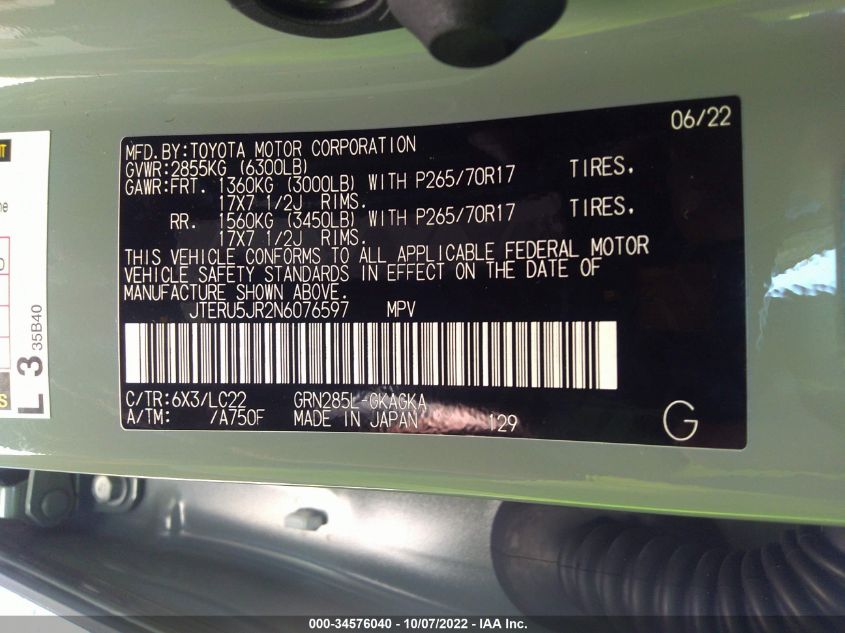 06/22
MFD.BY:TOYOTA MOTOR CORPORATION
GVWR:2855KG (6300LB)
GAWR:FRT. 1360KG (3000LB) WITH P265/70R17 TIRES.
17X7 1/2J RIMS.
RR. 1560KG (3450LB) WITH P265/70R17 TIRES.
17X7 1/2J RIMS.
THIS VEHICLE CONFORMS TO ALL APPLICABLE FEDERAL MOTOR
VEHICLE SAFETY STANDARDS IN EFFECT ON THE DATE OF
MANUFACTURE SHOWN ABOVE.
JTERU5JR2N6076597 MPV
C/TR:6X3/LC22 GRN285L-GKAGKA
A/TM: /A750F MADE IN JAPAN 129
G
L 3
35B40
000-34576040 - 10/07/2022 - IAA Inc.